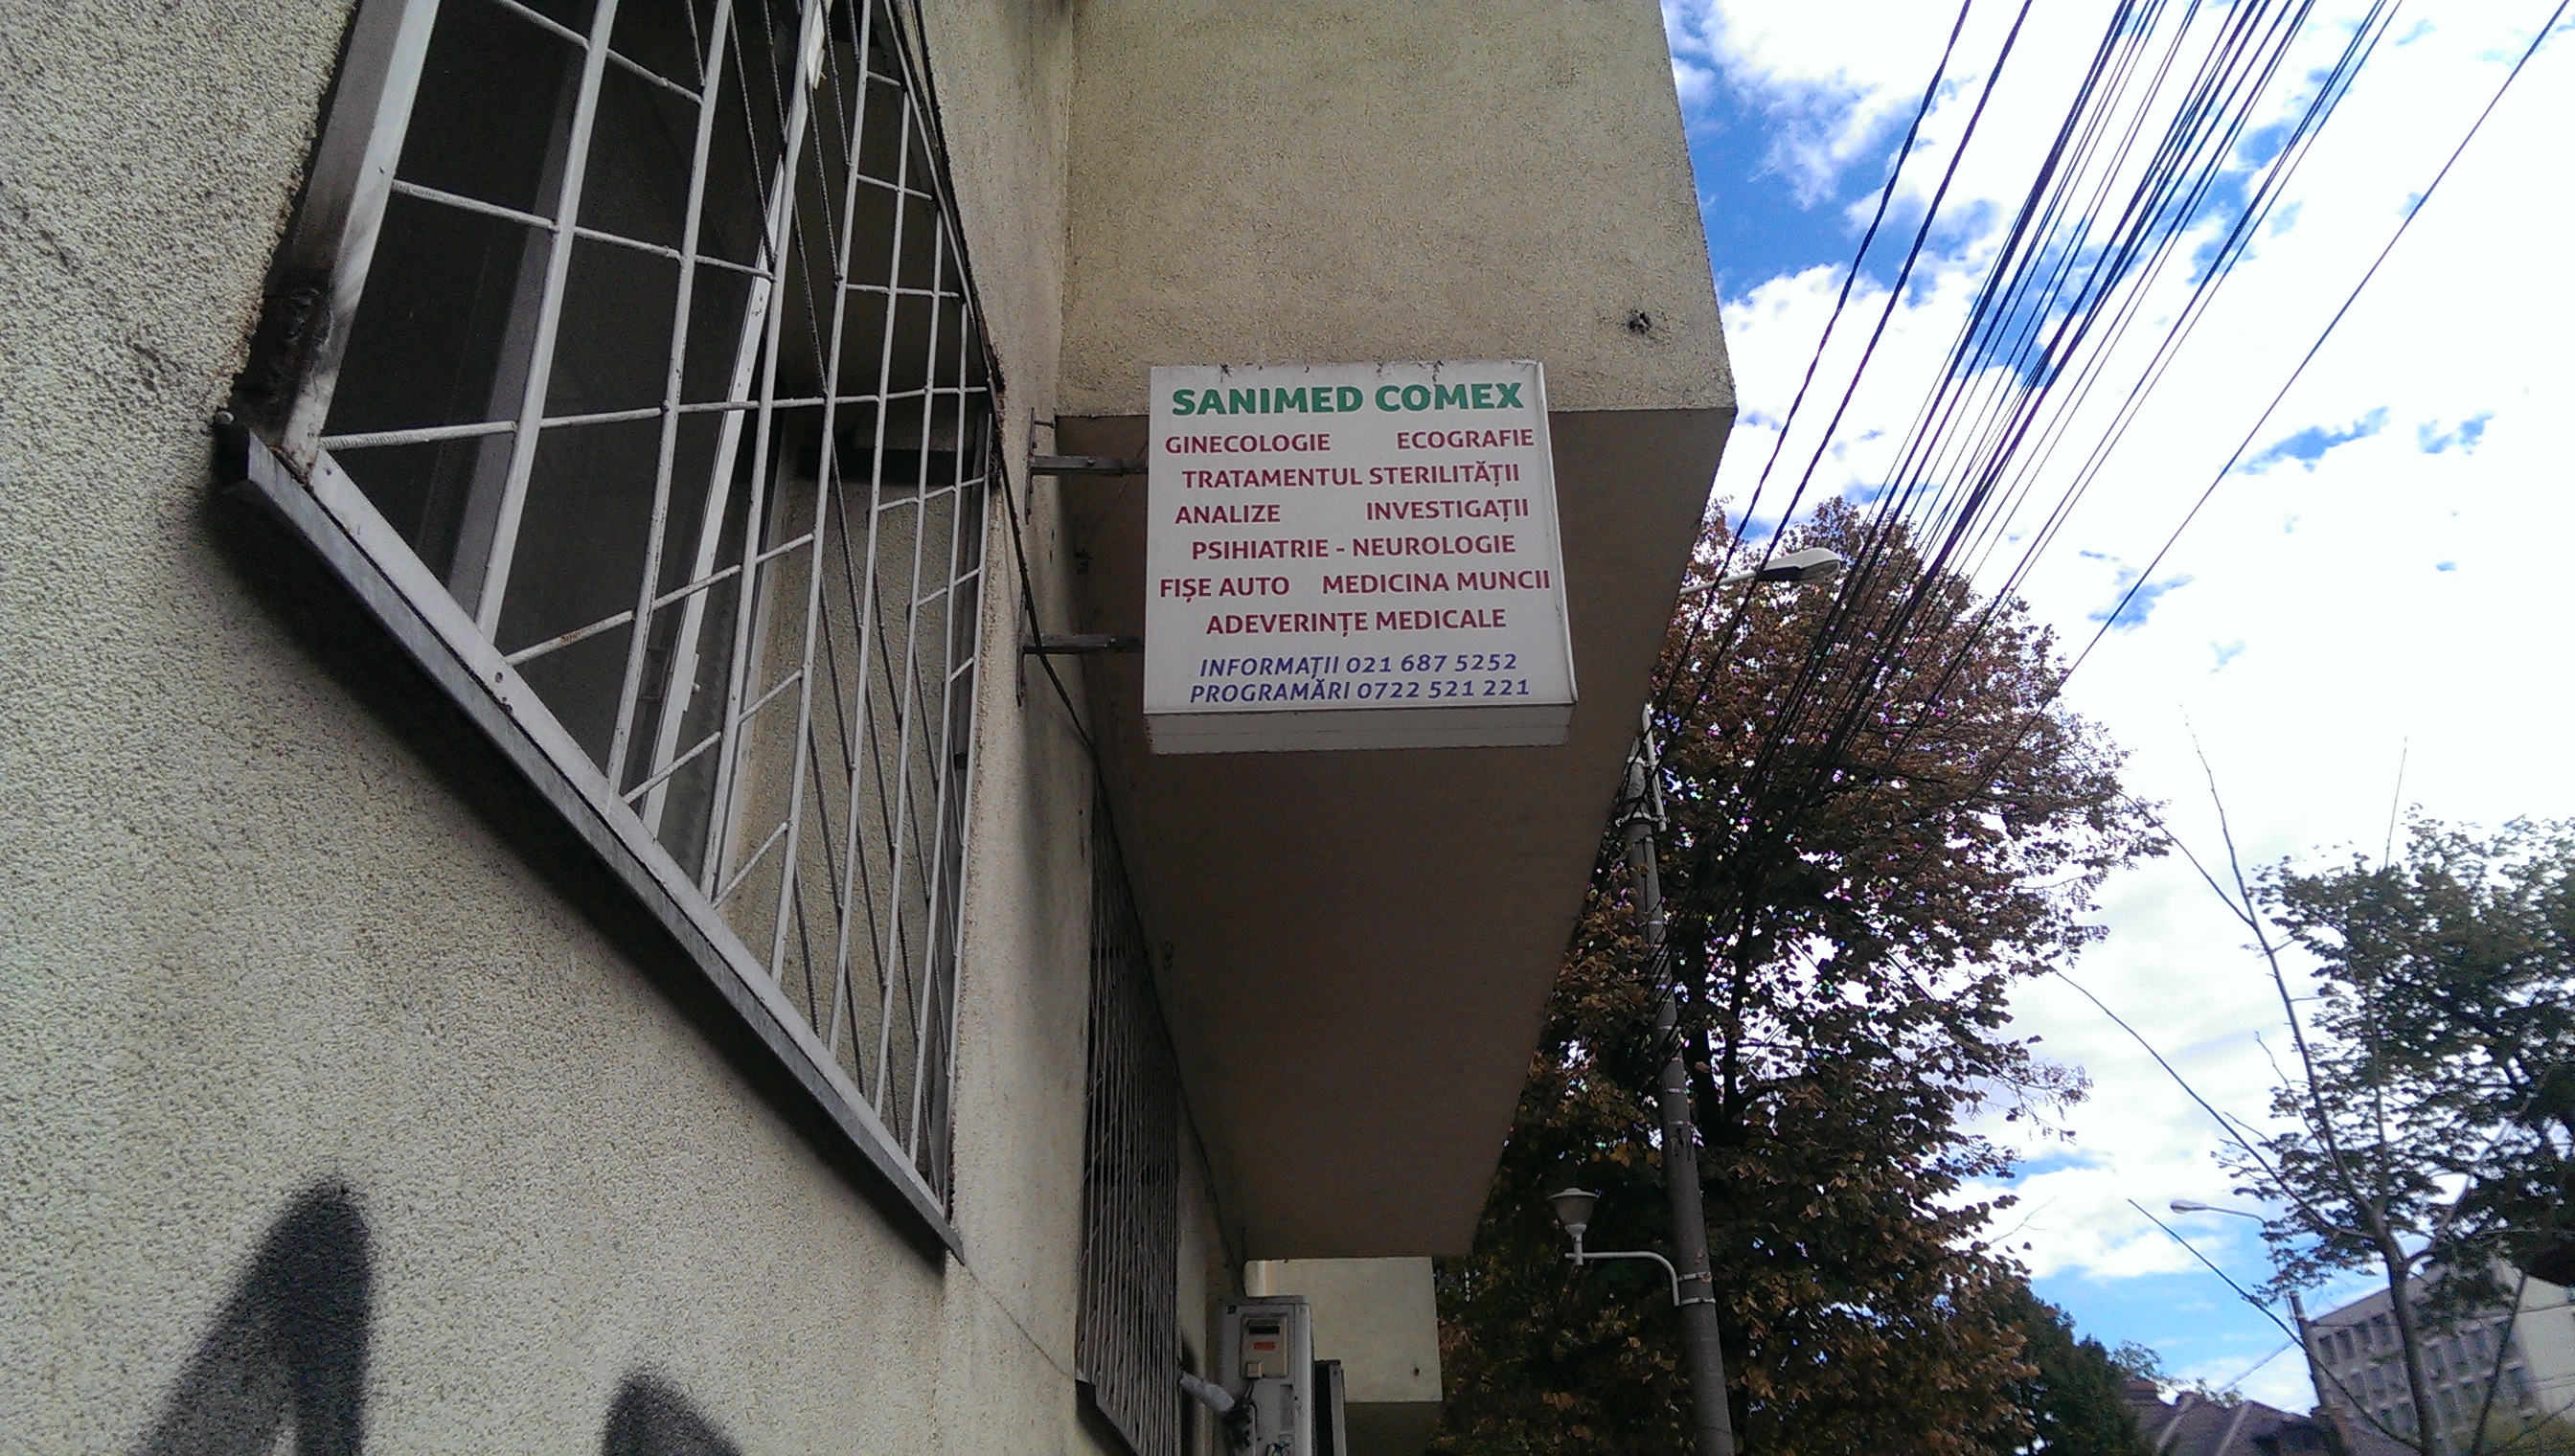 SANIMED COMEX
GINECOLOGIE ECOGRAFIE
TRATAMENTUL STERILITĂȚII
ANALIZE INVESTIGAȚII
PSIHIATRIE - NEUROLOGIE
FIȘE AUTO MEDICINA MUNCII
ADEVERINȚE MEDICALE
INFORMAȚII 021 687 5252
PROGRAMĂRI 0722 521 221